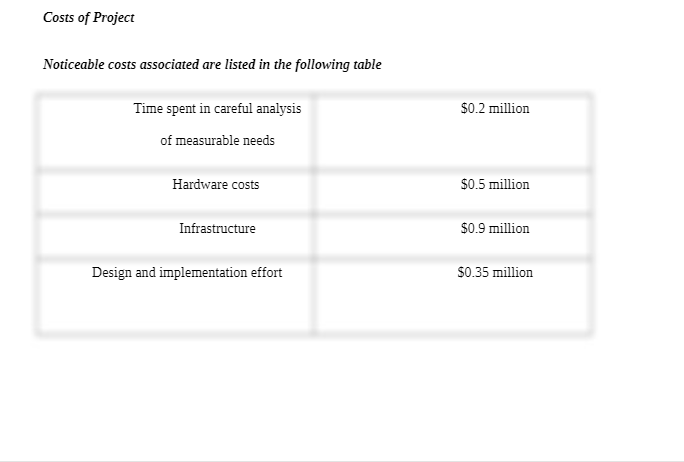 Costs of Project
Noticeable costs associated are listed in the following table
Time spent in careful analysis
of measurable needs
$0.2 million
Hardware costs
$0.5 million
Infrastructure
$0.9 million
Design and implementation effort
$0.35 million